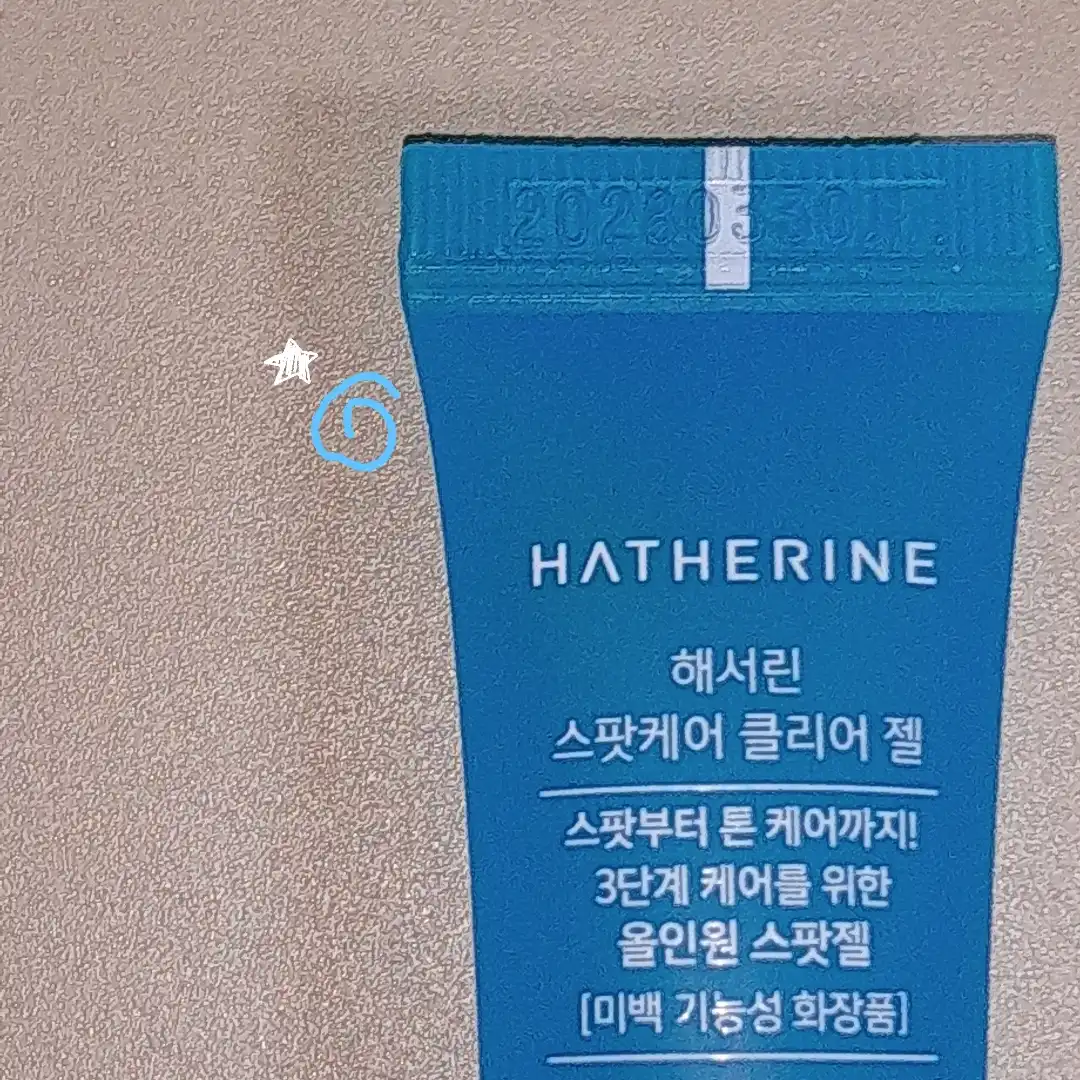 HATHERINE
해서린
스팟케어 클리어 젤
스팟부터 톤 케어까지!
3단계 케어를 위한
올인원 스팟젤
[미백 기능성 화장품]